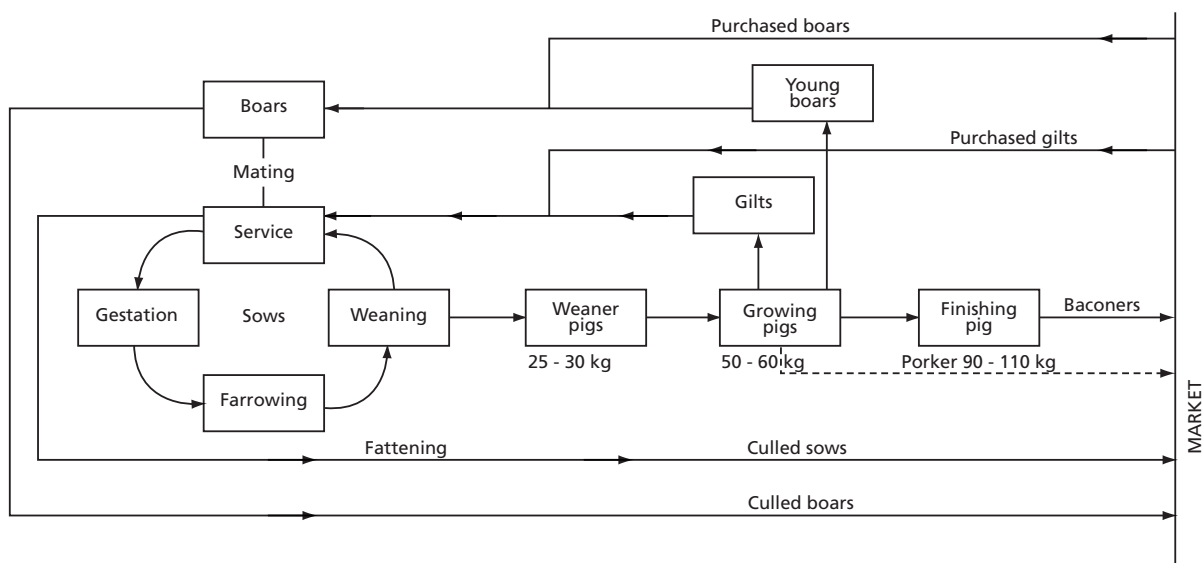 Purchased boars
Young
boars
Boars
Purchased gilts
Mating
Gilts
Service
Gestation
Sows
Weaning
Weaner
pigs
Growing
pigs
Finishing
pig
Baconers
25 - 30 kg
50 - 60 kg
Porker 90 - 110 kg
Farrowing
MARKET
Fattening
Culled sows
Culled boars